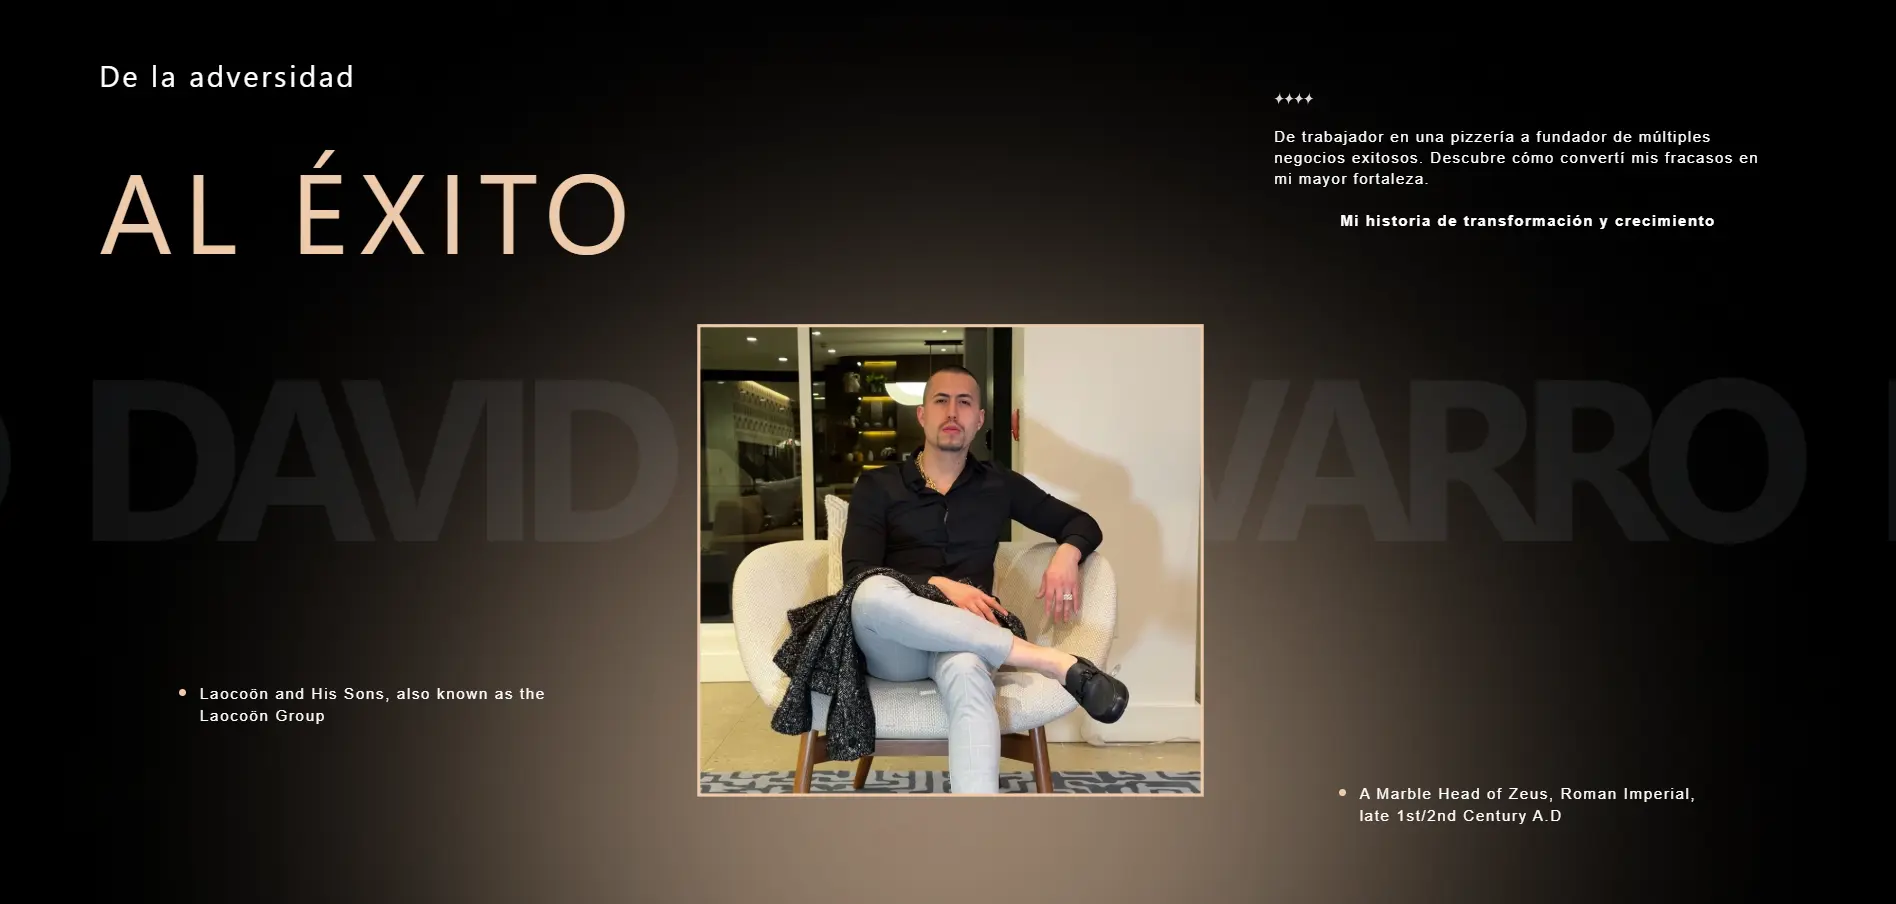 De la adversidad
AL ÉXITO
✦✦✦✦
De trabajador en una pizzería a fundador de múltiples
negocios exitosos. Descubre cómo convertí mis fracasos en
mi mayor fortaleza.
Mi historia de transformación y crecimiento
DAVID VARRO
Laocoön and His Sons, also known as the
Laocoön Group
A Marble Head of Zeus, Roman Imperial,
late 1st/2nd Century A.D